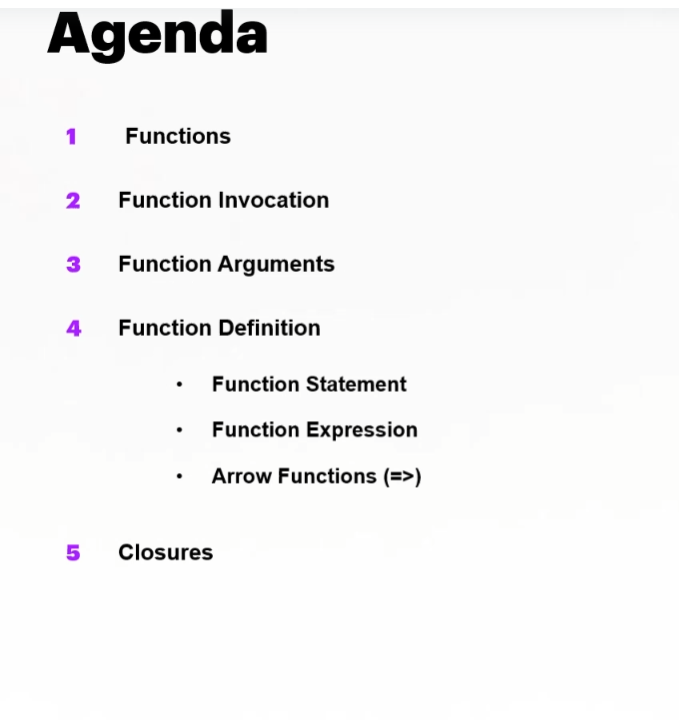 Agenda
1 Functions
2 Function Invocation
3 Function Arguments
4 Function Definition
• Function Statement
• Function Expression
• Arrow Functions (=>)
5 Closures